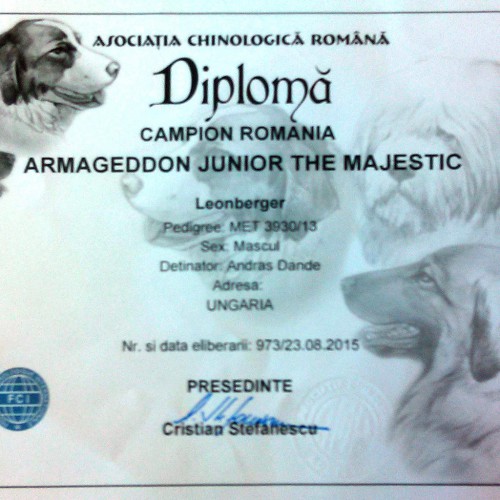 ASOCIAȚIA CHINOLOGICĂ ROMÂNĂ
Diplomă
CAMPION ROMANIA
ARMAGEDDON JUNIOR THE MAJESTIC
Leonberger
Pedigree: MET 3930/13
Sex: Mascul
Detinator: Andras Dande
Adresa:
UNGARIA
Nr. si data eliberarii: 973/23.08.2015
PRESEDINTE
Cristian Stefanescu
FCI